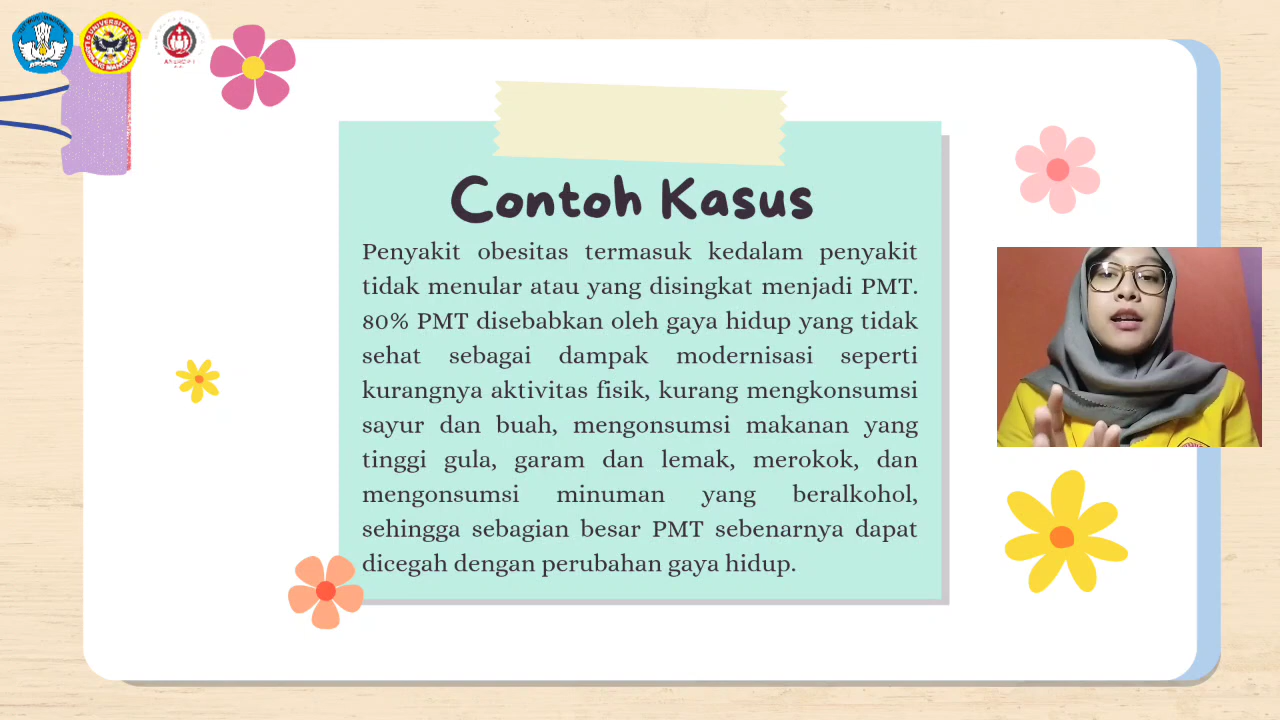 UNIVERSITAS
LAMBUNG MANGKURAT
Contoh Kasus
Penyakit obesitas termasuk kedalam penyakit
tidak menular atau yang disingkat menjadi PMT.
80% PMT disebabkan oleh gaya hidup yang tidak
sehat sebagai dampak modernisasi seperti
kurangnya aktivitas fisik, kurang mengkonsumsi
sayur dan buah, mengonsumsi makanan yang
tinggi gula, garam dan lemak, merokok, dan
mengonsumsi minuman yang beralkohol,
sehingga sebagian besar PMT sebenarnya dapat
dicegah dengan perubahan gaya hidup.